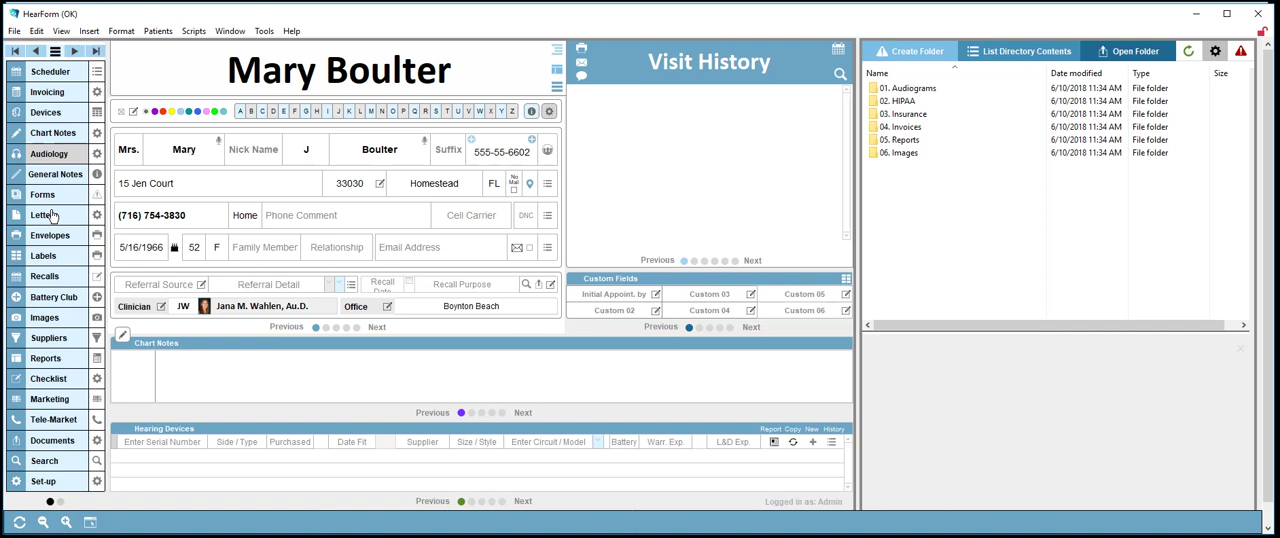 HearForm (OK)
File Edit View Insert Format Patients Scripts Window Tools Help
Scheduler
Invoicing
Devices
Chart Notes
Audiology
General Notes
Forms
Envelopes
Labels
Recalls
Battery Club
Images
Suppliers
Reports
Checklist
Marketing
Tele-Market
Documents
Search
Set-up
Mary Boulter
A B C D E F G H I J K L M N O P Q R S T U V W X Y Z
Mrs. Mary Nick Name J Boulter Suffix 555-55-6602
15 Jen Court 33030 Homestead FL No Mail
(716) 754-3830 Home Phone Comment Cell Carrier DNC
5/16/1966 52 F Family Member Relationship Email Address
Referral Source Referral Detail Recall Date Recall Purpose
Clinician JW Jana M. Wahlen, Au.D. Office Boynton Beach
Previous Next
Visit History
Previous Next
Custom Fields
Initial Appoint. by Custom 03 Custom 05
Custom 02 Custom 04 Custom 06
Previous Next
Chart Notes
Previous Next
Hearing Devices Report Copy New History
Enter Serial Number Side / Type Purchased Date Fit Supplier Size / Style Enter Circuit / Model Battery Warr. Exp. L&D Exp.
Previous Next Logged in as: Admin
Create Folder List Directory Contents Open Folder
Name Date modified Type Size
01. Audiograms 6/10/2018 11:34 AM File folder
02. HIPAA 6/10/2018 11:34 AM File folder
03. Insurance 6/10/2018 11:34 AM File folder
04. Invoices 6/10/2018 11:34 AM File folder
05. Reports 6/10/2018 11:34 AM File folder
06. Images 6/10/2018 11:34 AM File folder